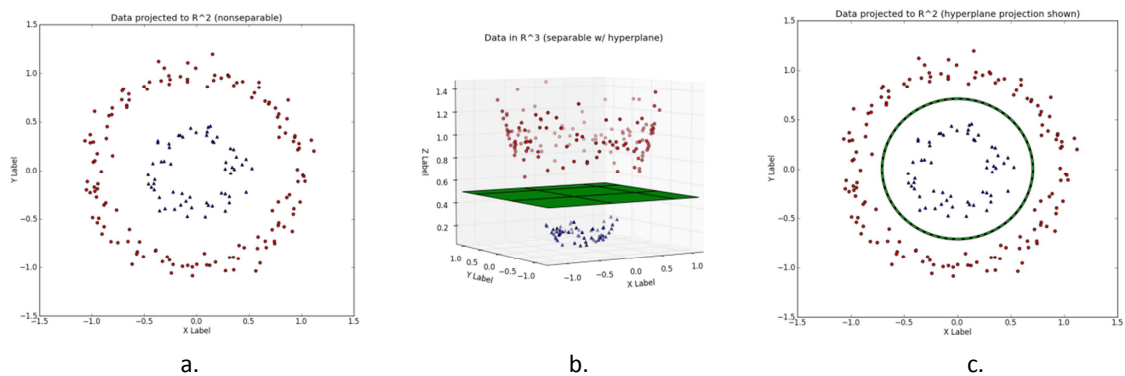 Data projected to R^2 (nonseparable)
1.5
1.0
0.5
0.0
−0.5
−1.0
−1.5
Y Label
−1.5 −1.0 −0.5 0.0 0.5 1.0 1.5
X Label
a.
Data in R^3 (separable w/ hyperplane)
1.4
1.2
1.0
0.8
0.6
0.4
0.2
Z Label
1.0 0.5 0.0 −0.5 −1.0
Y Label
−1.0 −0.5 0.0 0.5 1.0
X Label
b.
Data projected to R^2 (hyperplane projection shown)
1.5
1.0
0.5
0.0
−0.5
−1.0
−1.5
Y Label
−1.5 −1.0 −0.5 0.0 0.5 1.0 1.5
X Label
c.